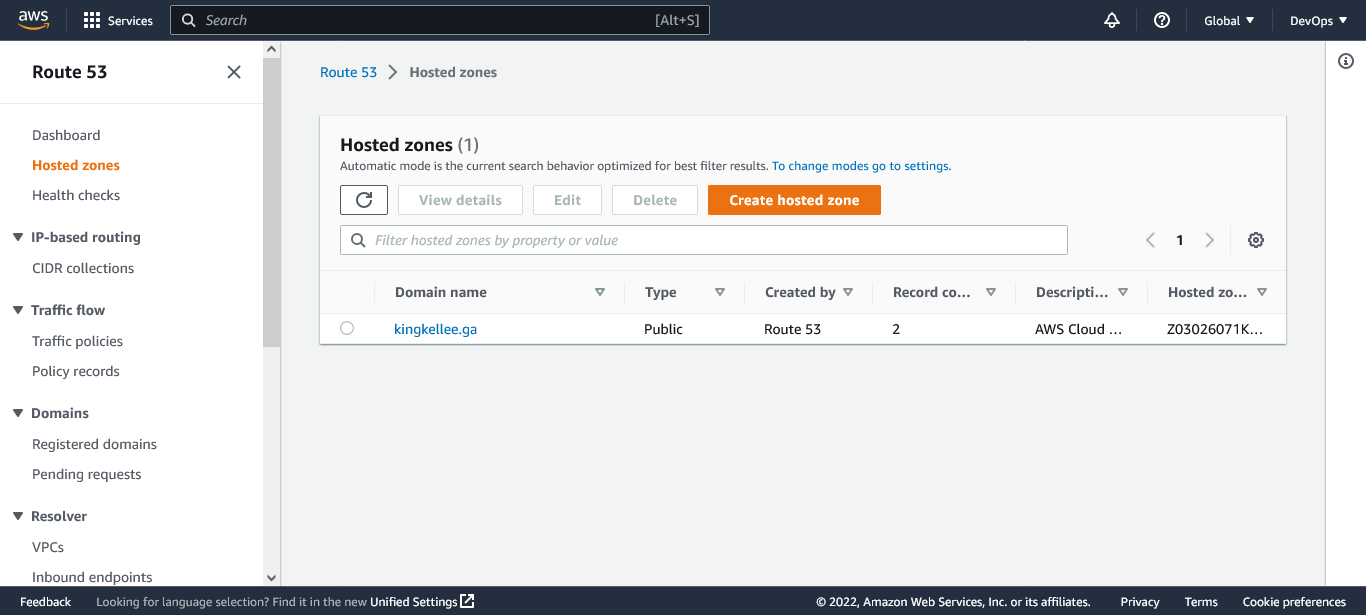 aws
Services
Search
[Alt+S]
Global
DevOps
Route 53
Dashboard
Hosted zones
Health checks
IP-based routing
CIDR collections
Traffic flow
Traffic policies
Policy records
Domains
Registered domains
Pending requests
Resolver
VPCs
Inbound endpoints
Route 53 > Hosted zones
Hosted zones (1)
Automatic mode is the current search behavior optimized for best filter results. To change modes go to settings.
View details
Edit
Delete
Create hosted zone
Filter hosted zones by property or value
1
Domain name Type Created by Record co... Descripti... Hosted zo...
kingkellee.ga Public Route 53 2 AWS Cloud ... Z03026071K...
Feedback
Looking for language selection? Find it in the new Unified Settings
© 2022, Amazon Web Services, Inc. or its affiliates.
Privacy
Terms
Cookie preferences